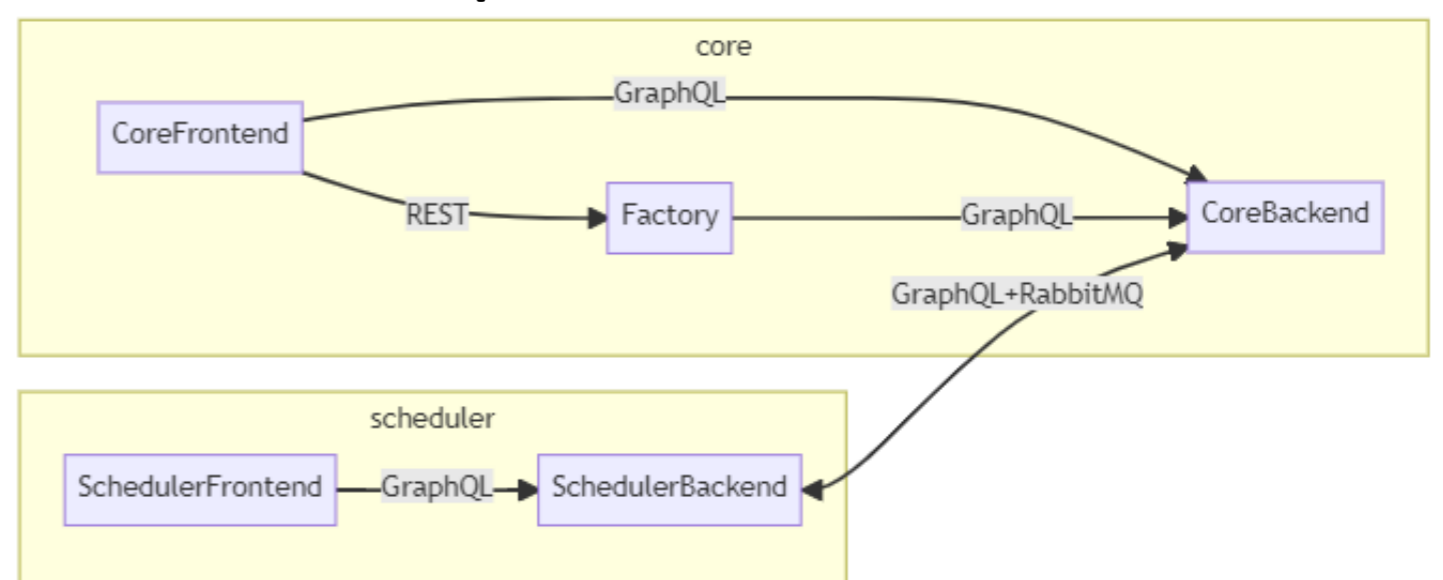 core
GraphQL
CoreFrontend
REST
Factory
GraphQL
CoreBackend
GraphQL+RabbitMQ
scheduler
SchedulerFrontend
GraphQL
SchedulerBackend